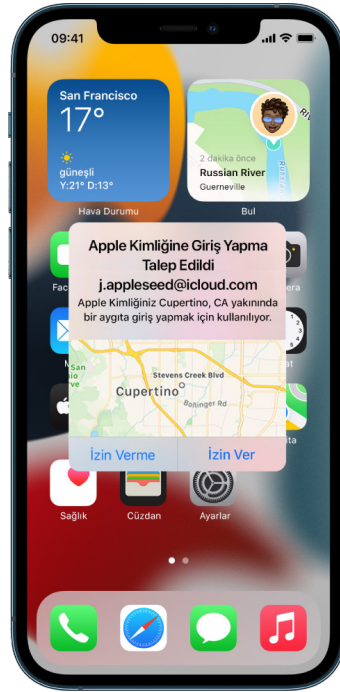 09:41
San Francisco
17°
güneşli
Y:21° D:13°
Hava Durumu
2 dakika önce
Russian River
Guerneville
Bul
Apple Kimliğine Giriş Yapma
Talep Edildi
j.appleseed@icloud.com
Apple Kimliğiniz Cupertino, CA yakınında
bir aygıta giriş yapmak için kullanılıyor.
Stevens Creek Blvd
Cupertino
Bollinger Rd
İzin Verme
İzin Ver
Sağlık
Cüzdan
Ayarlar